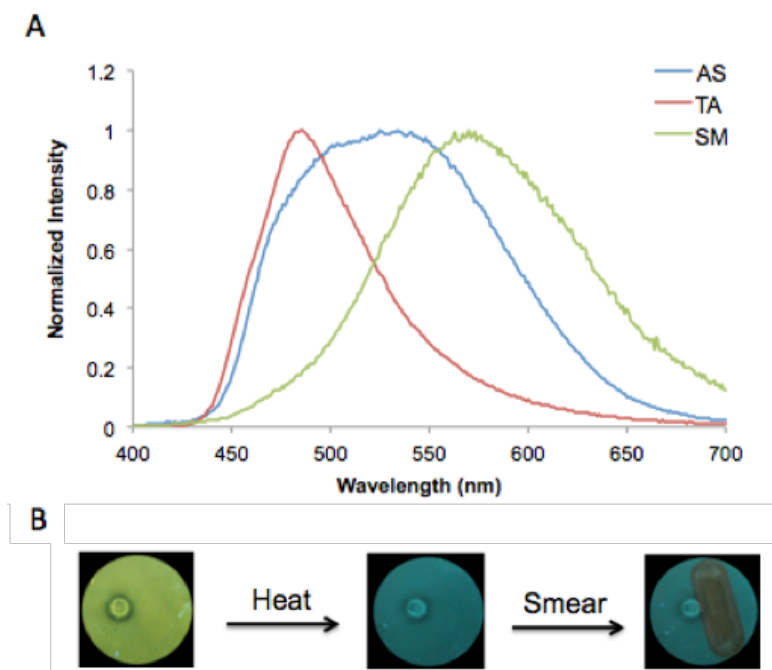 A
1.2
1
0.8
0.6
0.4
0.2
0
Normalized Intensity
400 450 500 550 600 650 700
Wavelength (nm)
AS
TA
SM
B
Heat
Smear